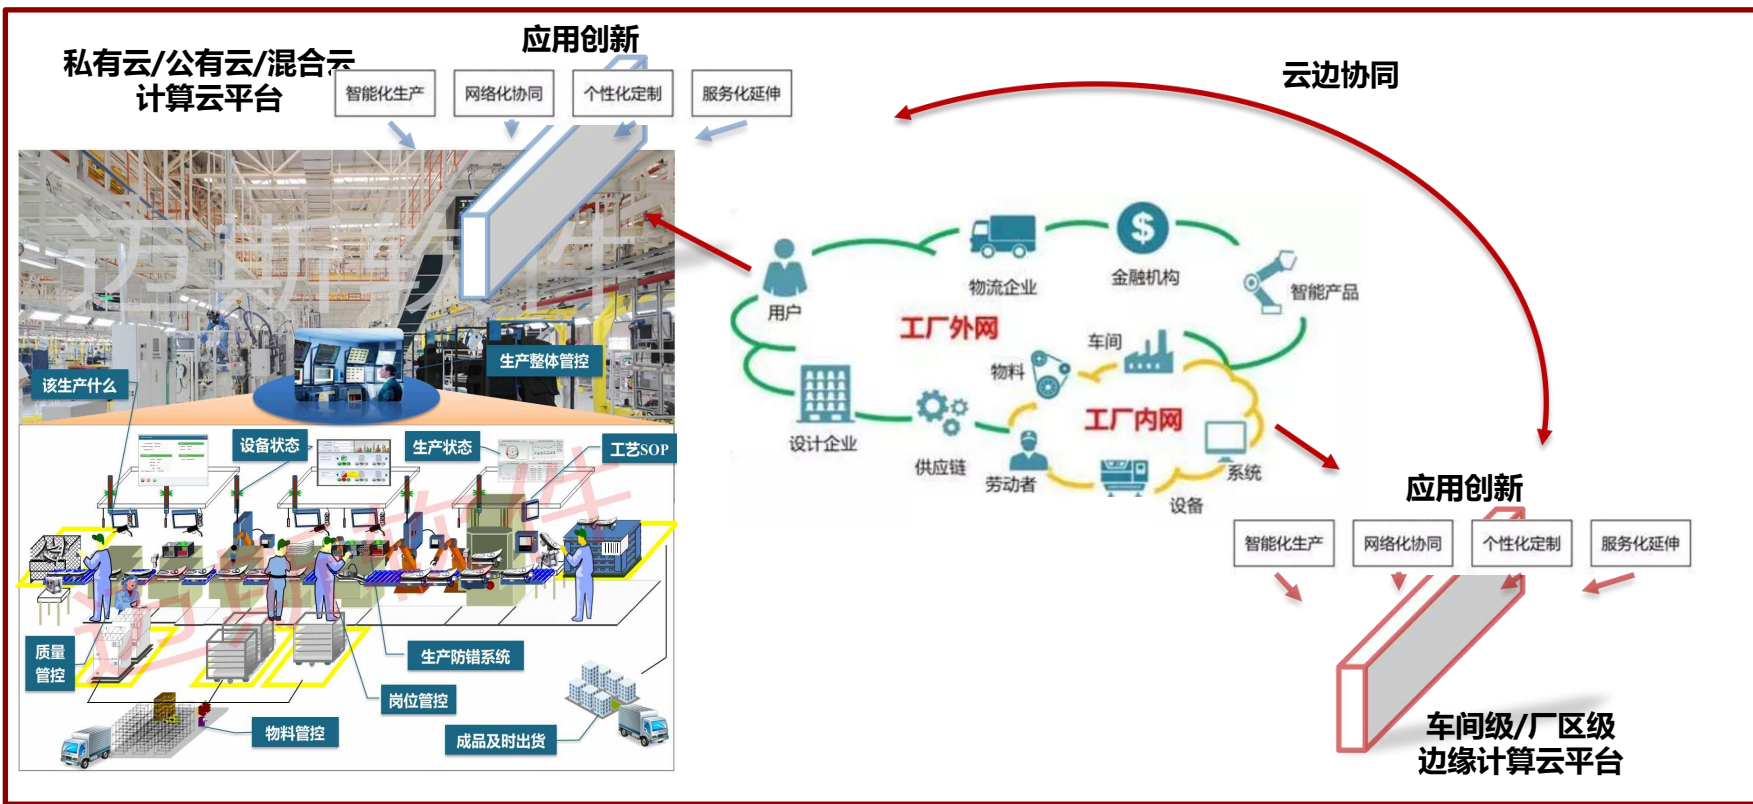 应用创新
私有云/公有云/混合云
计算云平台
智能化生产
网络化协同
个性化定制
服务化延伸
云边协同
迈斯软件
生产整体管控
该生产什么
设备状态
生产状态
工艺SOP
迈斯软件
质量
管控
生产防错系统
岗位管控
物料管控
成品及时出货
用户
物流企业
金融机构
智能产品
工厂外网
车间
物料
工厂内网
设计企业
供应链
劳动者
设备
系统
应用创新
智能化生产
网络化协同
个性化定制
服务化延伸
车间级/厂区级
边缘计算云平台